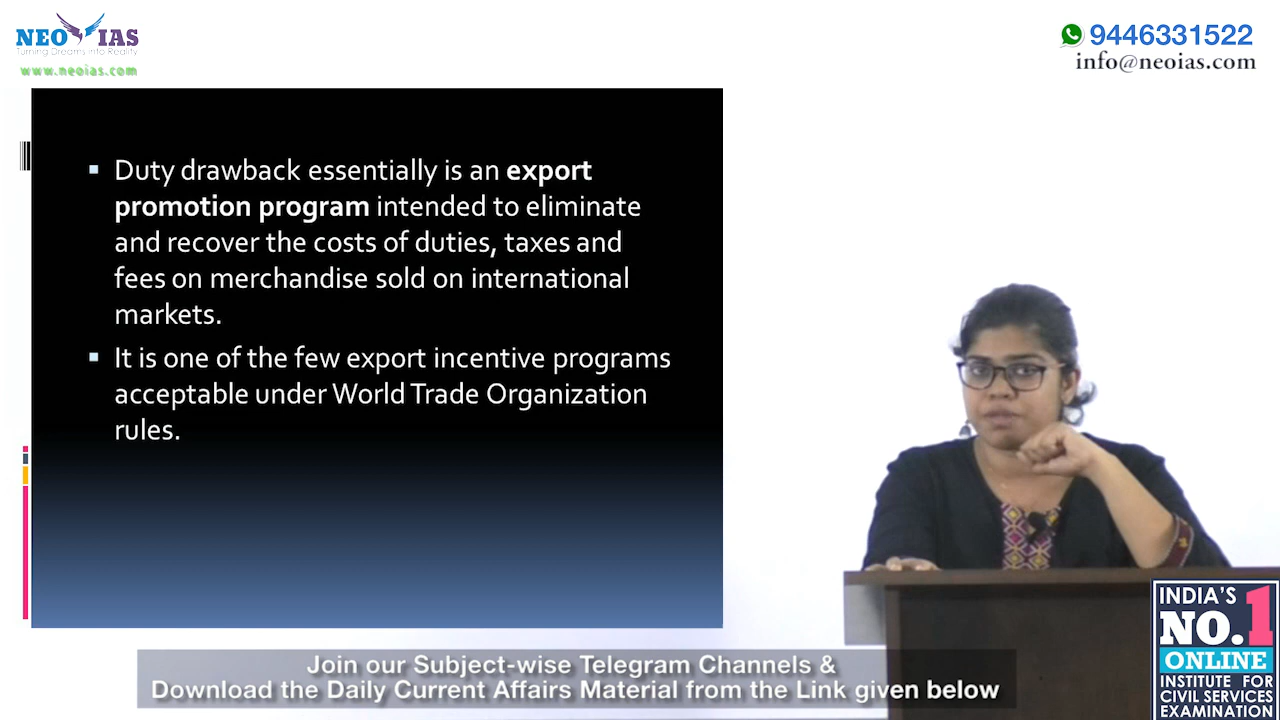 NEO IAS
Turning Dreams into Reality
www.neoias.com
9446331522
info@neoias.com
Duty drawback essentially is an export
promotion program intended to eliminate
and recover the costs of duties, taxes and
fees on merchandise sold on international
markets.
It is one of the few export incentive programs
acceptable under World Trade Organization
rules.
INDIA'S
NO.1
ONLINE
INSTITUTE FOR
CIVIL SERVICES
EXAMINATION
Join our Subject-wise Telegram Channels &
Download the Daily Current Affairs Material from the Link given below